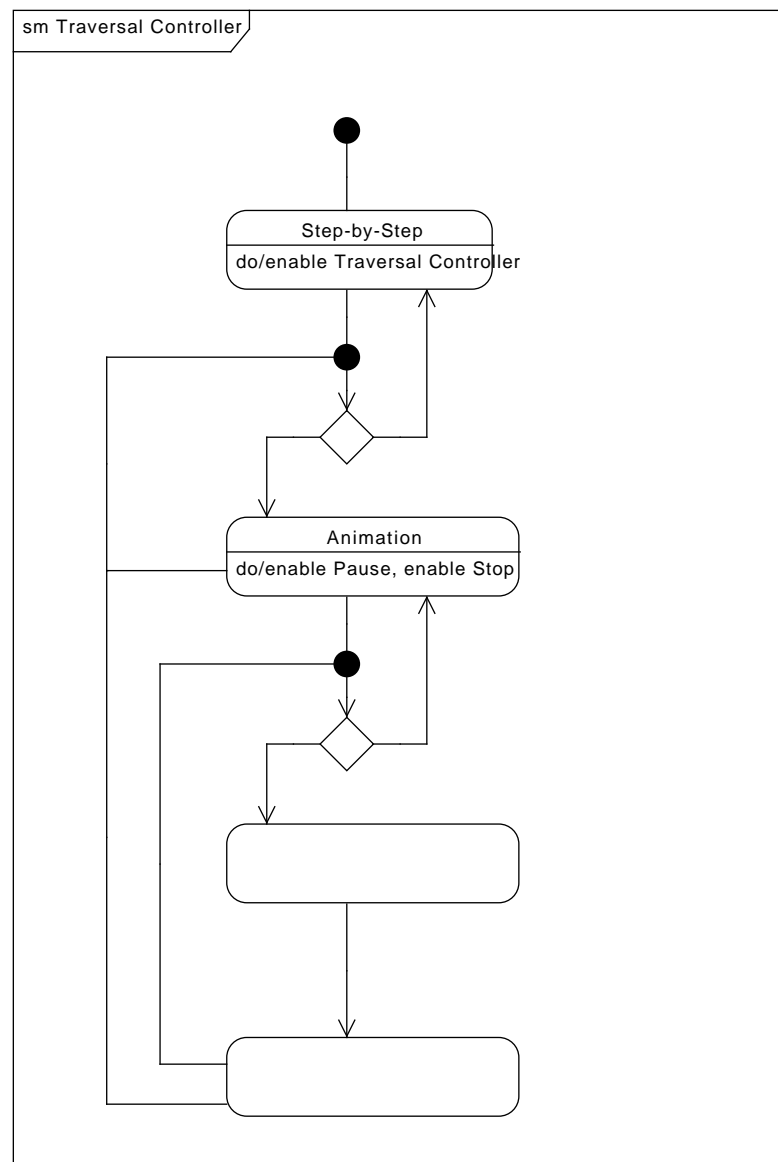 sm Traversal Controller
Step-by-Step
do/enable Traversal Controller
Animation
do/enable Pause, enable Stop